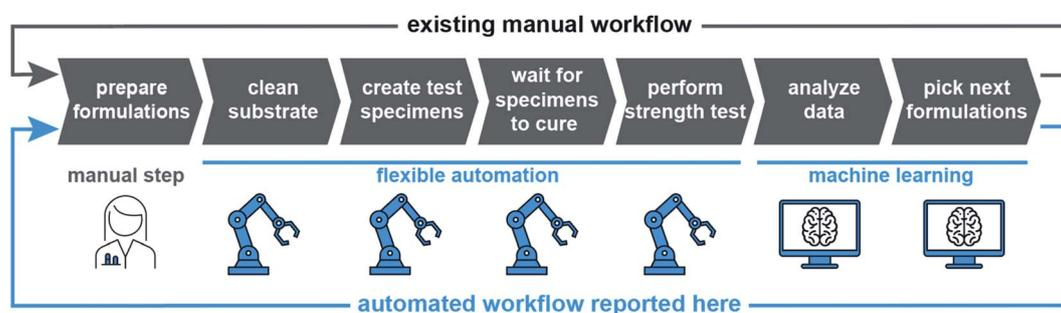 existing manual workflow
prepare
formulations
clean
substrate
create test
specimens
wait for
specimens
to cure
perform
strength test
analyze
data
pick next
formulations
manual step
flexible automation
machine learning
automated workflow reported here